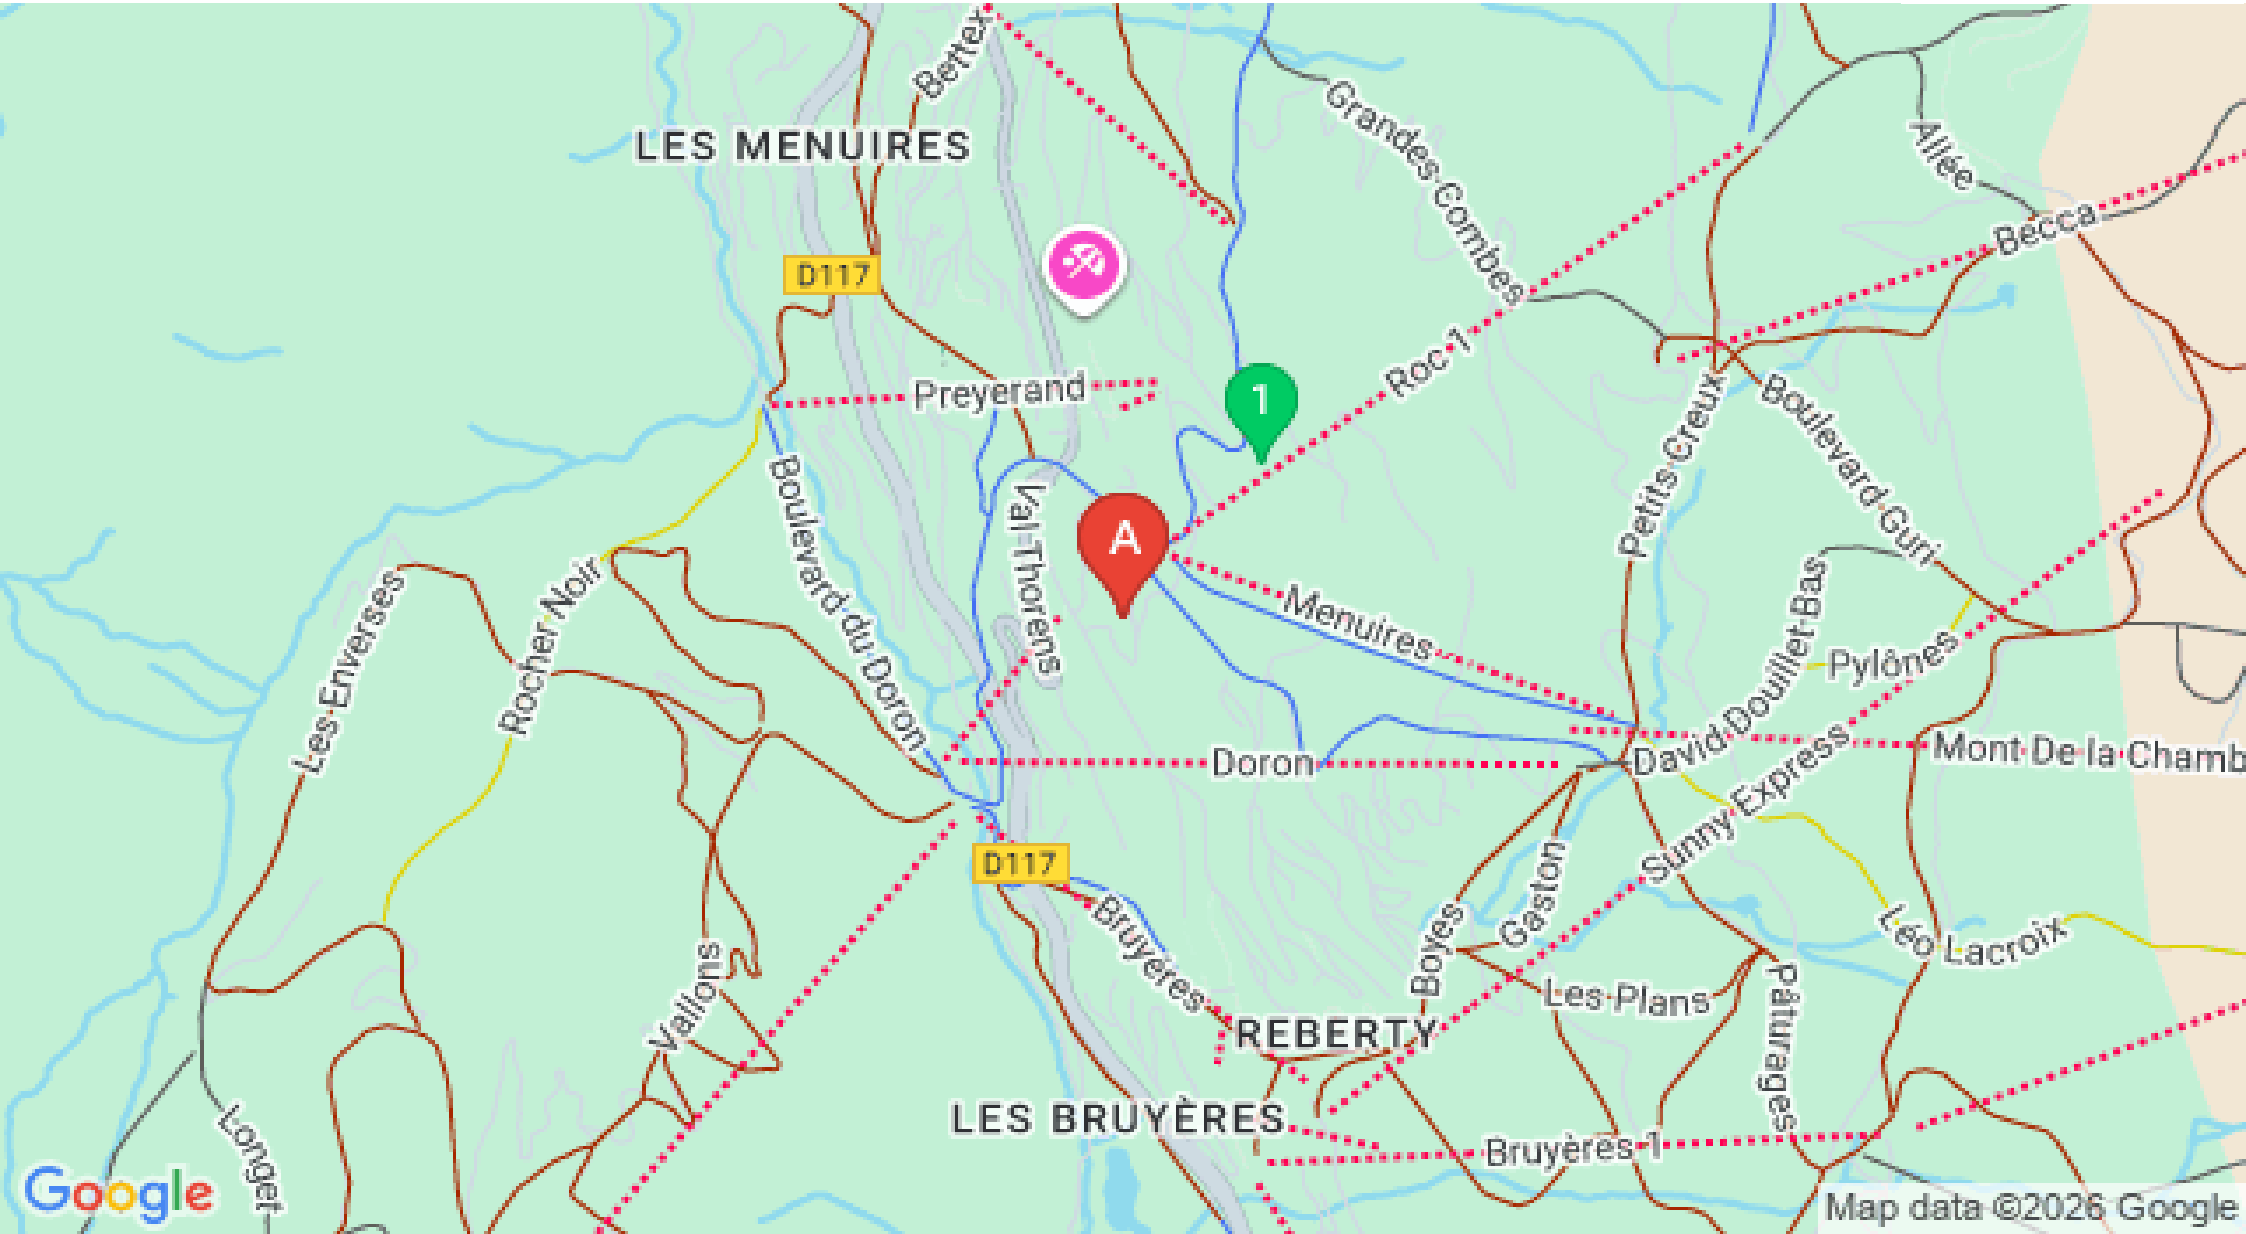 Bettex
LES MENUIRES
Grandes Combes
Allée
Becca
D117
1
Roc 1
Preyerand
Petits Creux
Boulevard Guri
A
Boulevard du Doron
Val Thorens
Les Enverses
Rocher Noir
Menuires
David Douillet Bas
Pylônes
Doron
Mont De la Chamb
Sunny Express
D117
Bruyères
Gaston
Boyes
Léo Lacroix
Vallons
Les Plans
Pâturages
REBERTY
LES BRUYÈRES
Bruyères 1
Longet
Google
Map data ©2026 Google